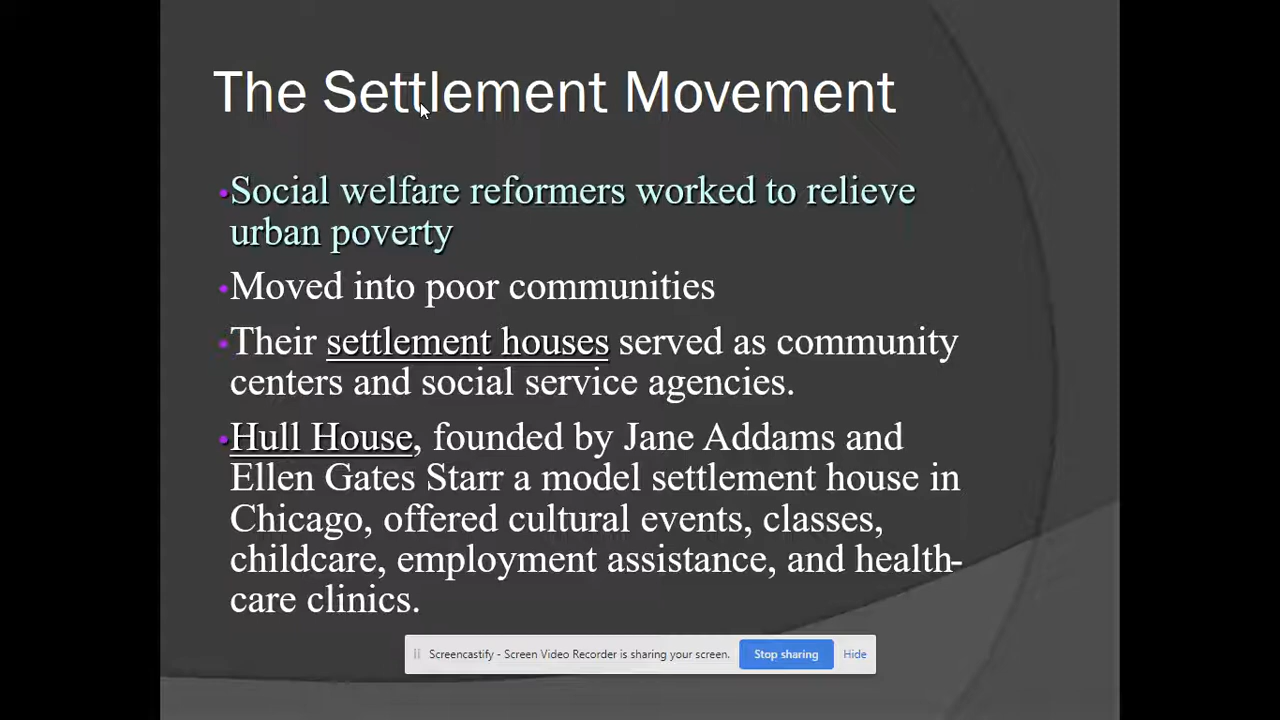 The Settlement Movement
•Social welfare reformers worked to relieve
urban poverty
•Moved into poor communities
•Their settlement houses served as community
centers and social service agencies.
•Hull House, founded by Jane Addams and
Ellen Gates Starr a model settlement house in
Chicago, offered cultural events, classes,
childcare, employment assistance, and health-
care clinics.
Screencastify - Screen Video Recorder is sharing your screen. Stop sharing Hide